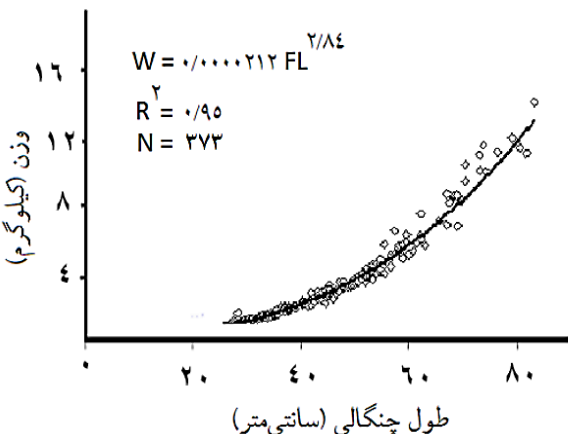 W = ۰/۰۰۰۰۲۱۲ FL^۲/۸۴
R^۲ = ۰/۹۵
N = ۳۷۳
۱۶
۱۲
۸
۴
وزن (کیلوگرم)
۰ ۲۰ ۴۰ ۶۰ ۸۰
طول چنگالی (سانتی‌متر)